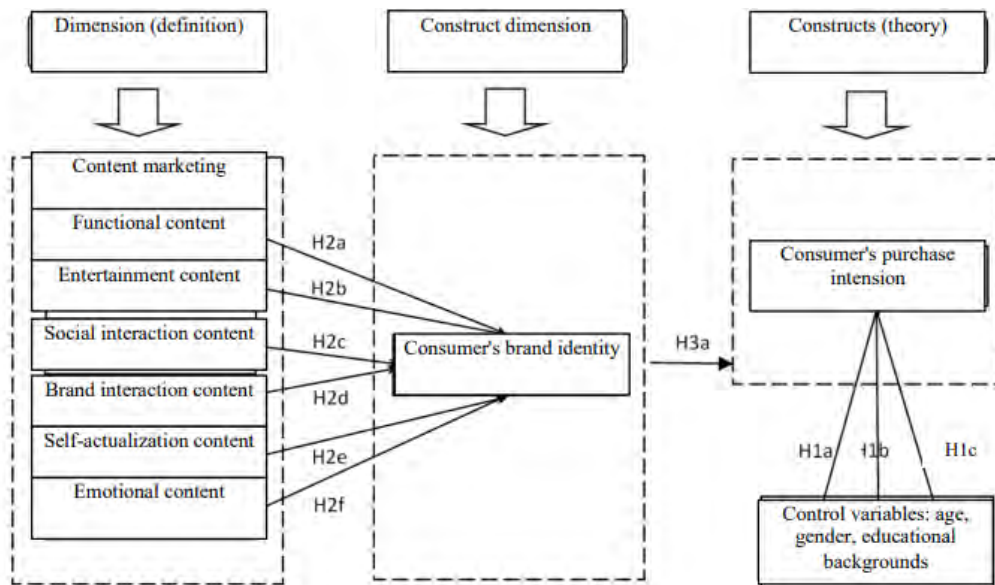 Dimension (definition)
Construct dimension
Constructs (theory)
Content marketing
Functional content
Entertainment content
Social interaction content
Brand interaction content
Self-actualization content
Emotional content
H2a
H2b
H2c
H2d
H2e
H2f
Consumer's brand identity
H3a
Consumer's purchase
intension
H1a
H1c
Control variables: age,
gender, educational
backgrounds